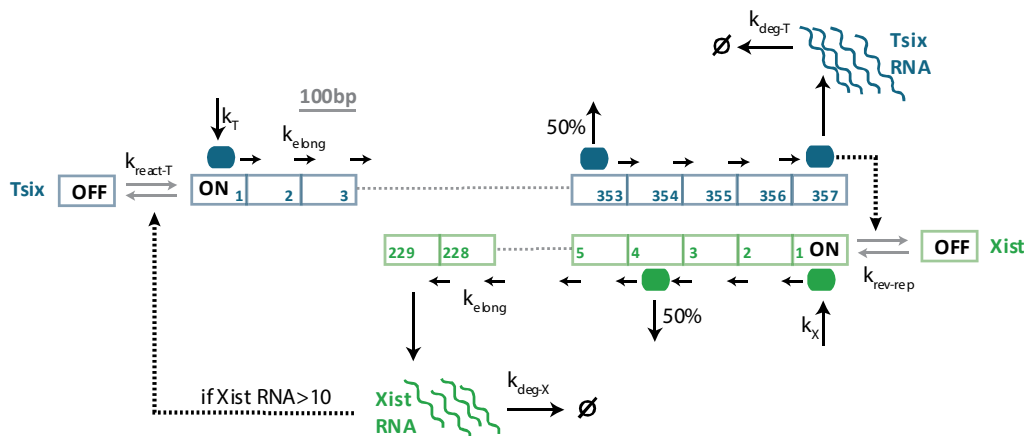 k_deg-T
Ø
Tsix
RNA
100bp
k_T
k_elong
50%
k_react-T
Tsix OFF ON 1 2 3 353 354 355 356 357
229 228 5 4 3 2 1 ON OFF Xist
k_rev-rep
k_elong
50%
k_X
if Xist RNA>10
Xist
RNA
k_deg-X
Ø